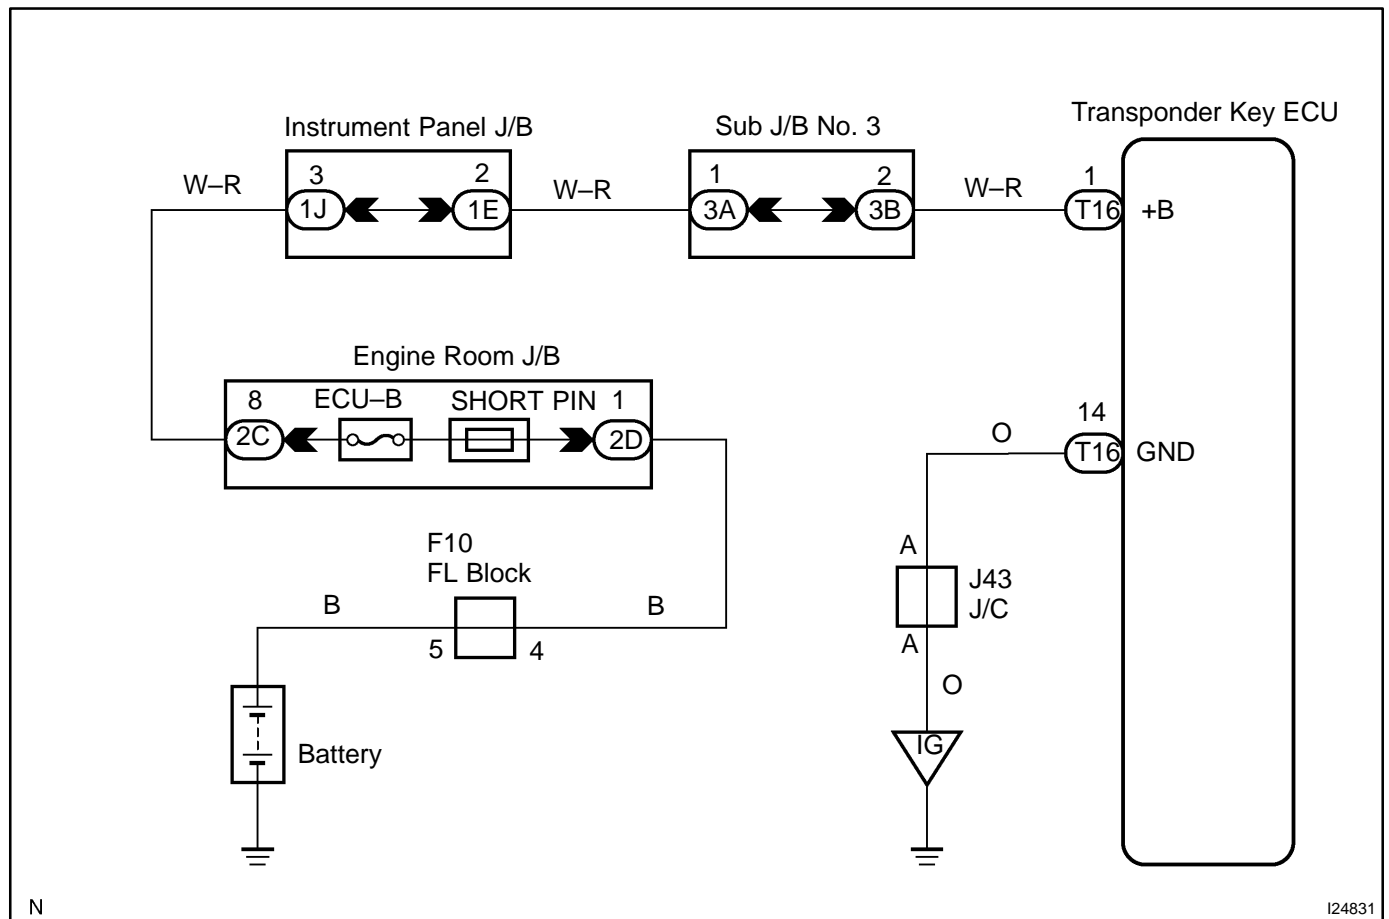 Transponder Key ECU
Instrument Panel J/B
Sub J/B No. 3
W–R
3
1J
2
1E
W–R
1
3A
2
3B
W–R
1
T16
+B
Engine Room J/B
8
2C
ECU–B
SHORT PIN
1
2D
14
T16
GND
O
F10
FL Block
B
5
4
B
A
J43
J/C
A
O
IG
Battery
N
I24831